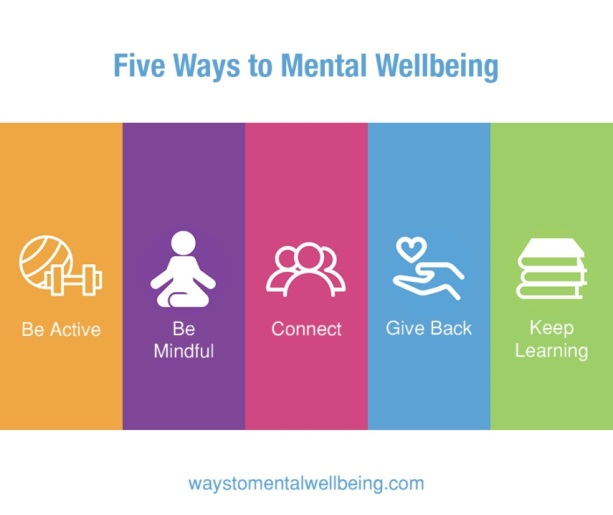 Five Ways to Mental Wellbeing
Be Active
Be
Mindful
Connect
Give Back
Keep
Learning
waystomentalwellbeing.com